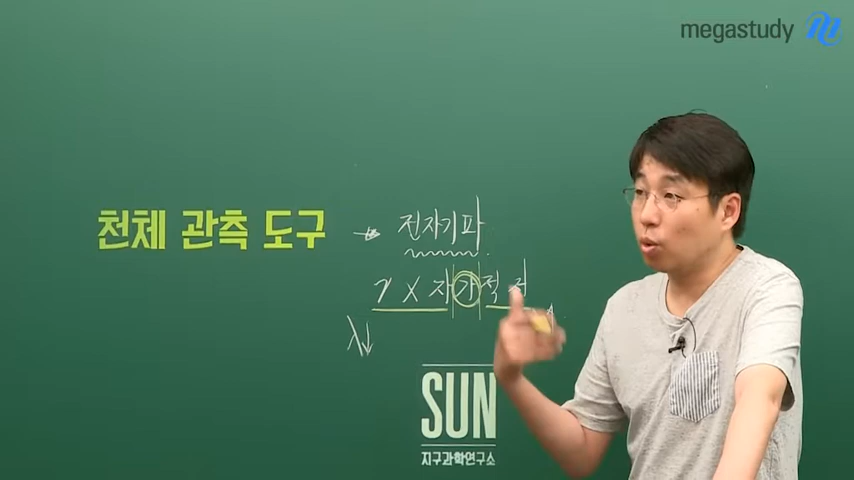 megastudy
천체 관측 도구
→ 전자기파
γ X 자 가 적 전
λ↓
SUN
지구과학연구소